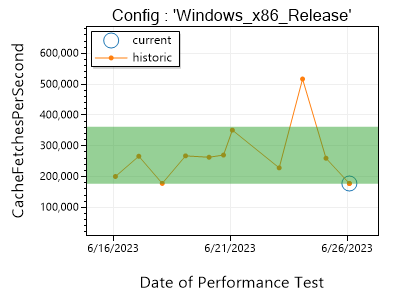 Config : 'Windows_x86_Release'
current
historic
CacheFetchesPerSecond
600,000
500,000
400,000
300,000
200,000
100,000
6/16/2023
6/21/2023
6/26/2023
Date of Performance Test